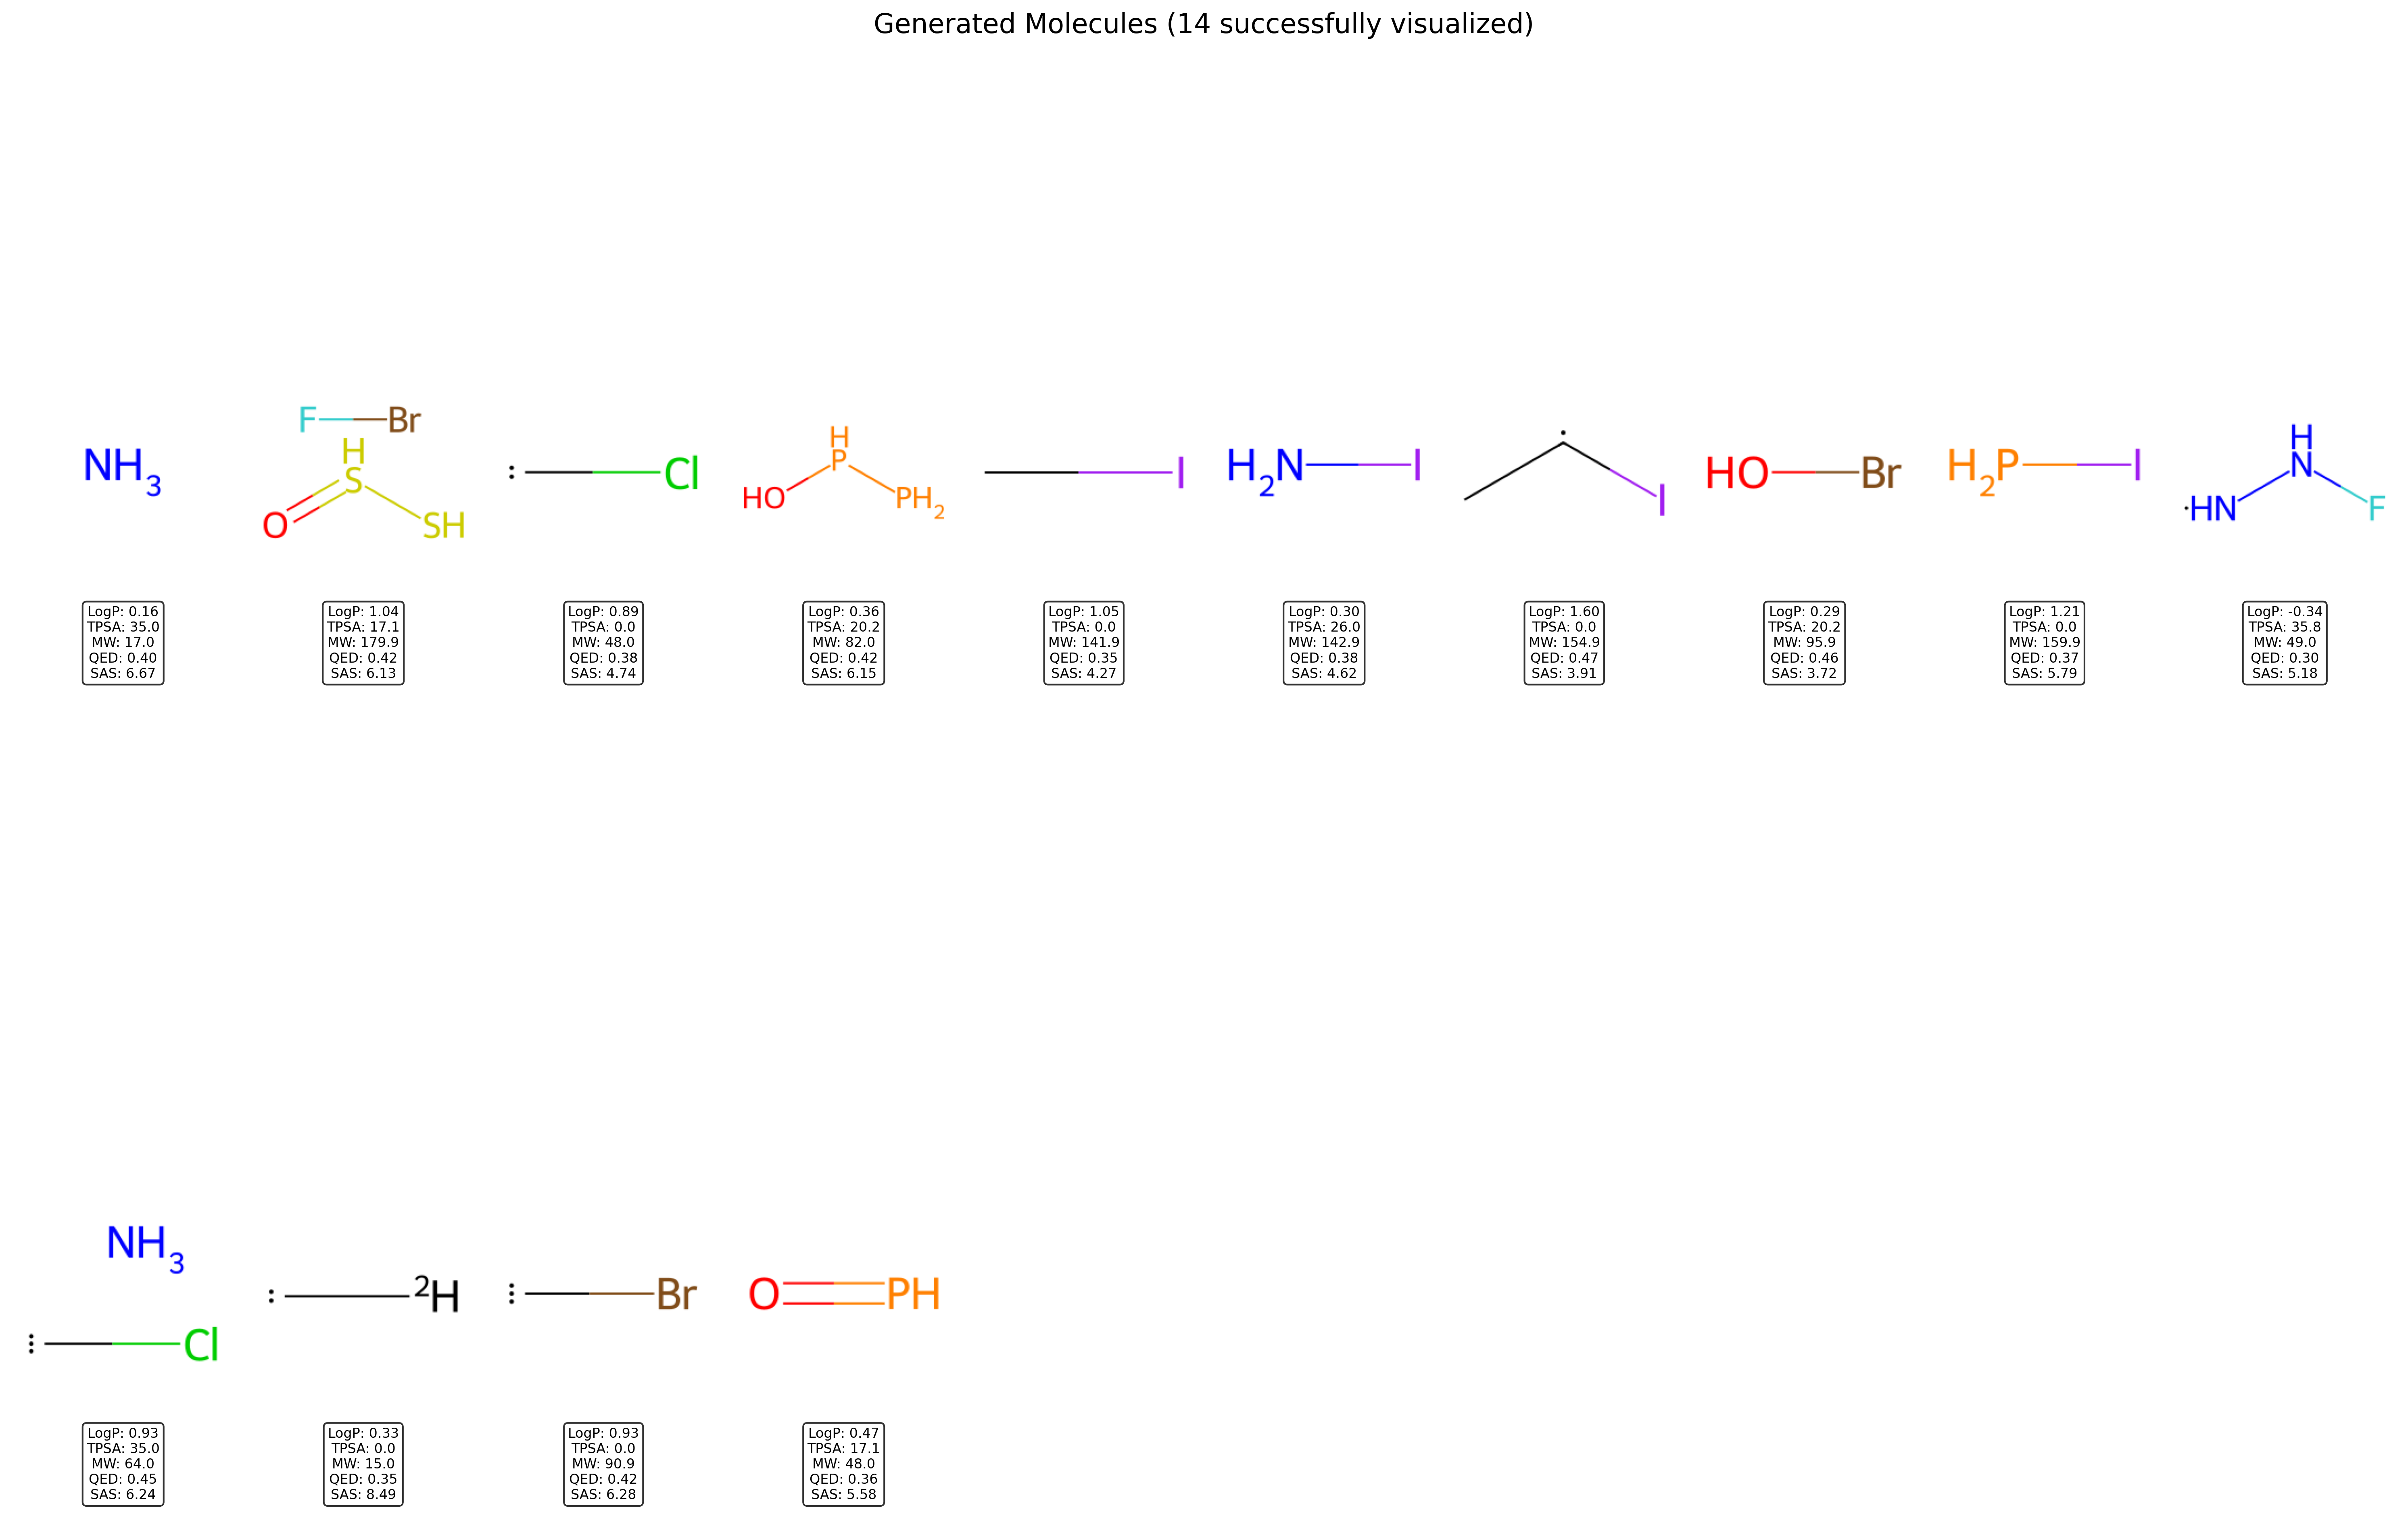 Generated Molecules (14 successfully visualized)
NH3
F Br
H
S
O SH
: Cl
H
P
HO PH2
I
H2N I
I
HO Br
H2P I
H
N
·HN F
LogP: 0.16
TPSA: 35.0
MW: 17.0
QED: 0.40
SAS: 6.67
LogP: 1.04
TPSA: 17.1
MW: 179.9
QED: 0.42
SAS: 6.13
LogP: 0.89
TPSA: 0.0
MW: 48.0
QED: 0.38
SAS: 4.74
LogP: 0.36
TPSA: 20.2
MW: 82.0
QED: 0.42
SAS: 6.15
LogP: 1.05
TPSA: 0.0
MW: 141.9
QED: 0.35
SAS: 4.27
LogP: 0.30
TPSA: 26.0
MW: 142.9
QED: 0.38
SAS: 4.62
LogP: 1.60
TPSA: 0.0
MW: 154.9
QED: 0.47
SAS: 3.91
LogP: 0.29
TPSA: 20.2
MW: 95.9
QED: 0.46
SAS: 3.72
LogP: 1.21
TPSA: 0.0
MW: 159.9
QED: 0.37
SAS: 5.79
LogP: -0.34
TPSA: 35.8
MW: 49.0
QED: 0.30
SAS: 5.18
NH3
Cl
: 2H
Br
O PH
LogP: 0.93
TPSA: 35.0
MW: 64.0
QED: 0.45
SAS: 6.24
LogP: 0.33
TPSA: 0.0
MW: 15.0
QED: 0.35
SAS: 8.49
LogP: 0.93
TPSA: 0.0
MW: 90.9
QED: 0.42
SAS: 6.28
LogP: 0.47
TPSA: 17.1
MW: 48.0
QED: 0.36
SAS: 5.58